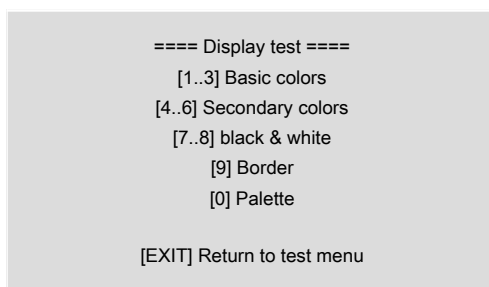 ==== Display test ====
[1..3] Basic colors
[4..6] Secondary colors
[7..8] black & white
[9] Border
[0] Palette
[EXIT] Return to test menu